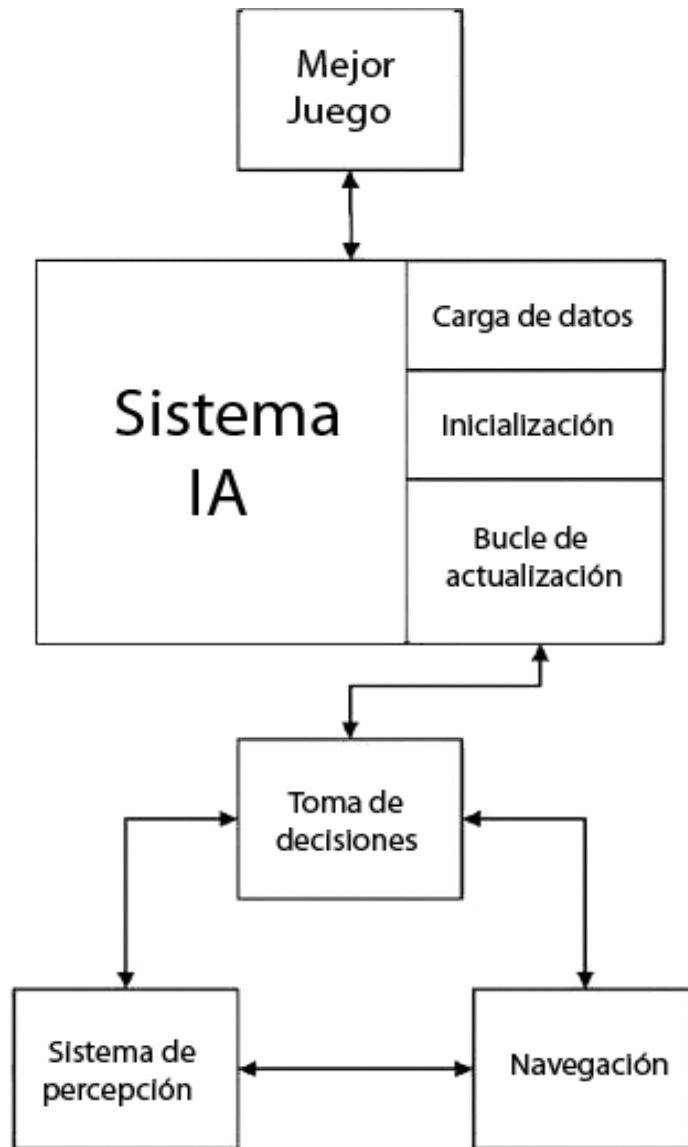 Mejor
Juego
Sistema
IA
Carga de datos
Inicialización
Bucle de
actualización
Toma de
decisiones
Sistema de
percepción
Navegación